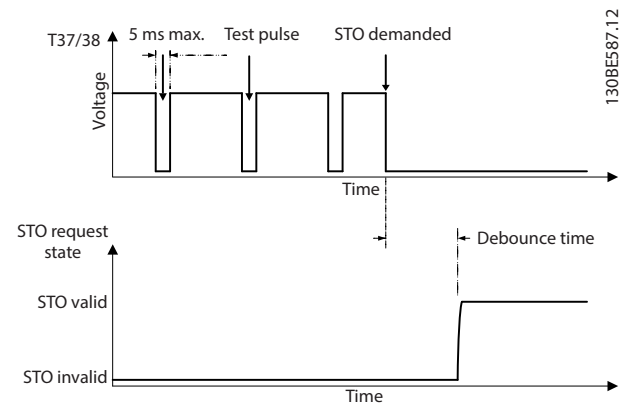 T37/38
5 ms max.
Test pulse
STO demanded
130BE587.12
Voltage
Time
STO request
state
Debounce time
STO valid
STO invalid
Time